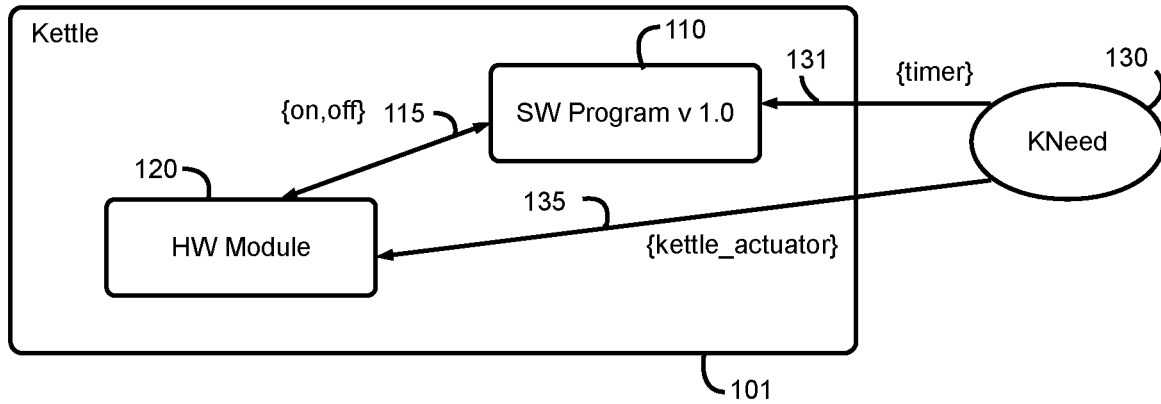 Kettle
110
131
{timer}
130
{on,off}
115
SW Program v 1.0
KNeed
120
135
HW Module
{kettle_actuator}
101